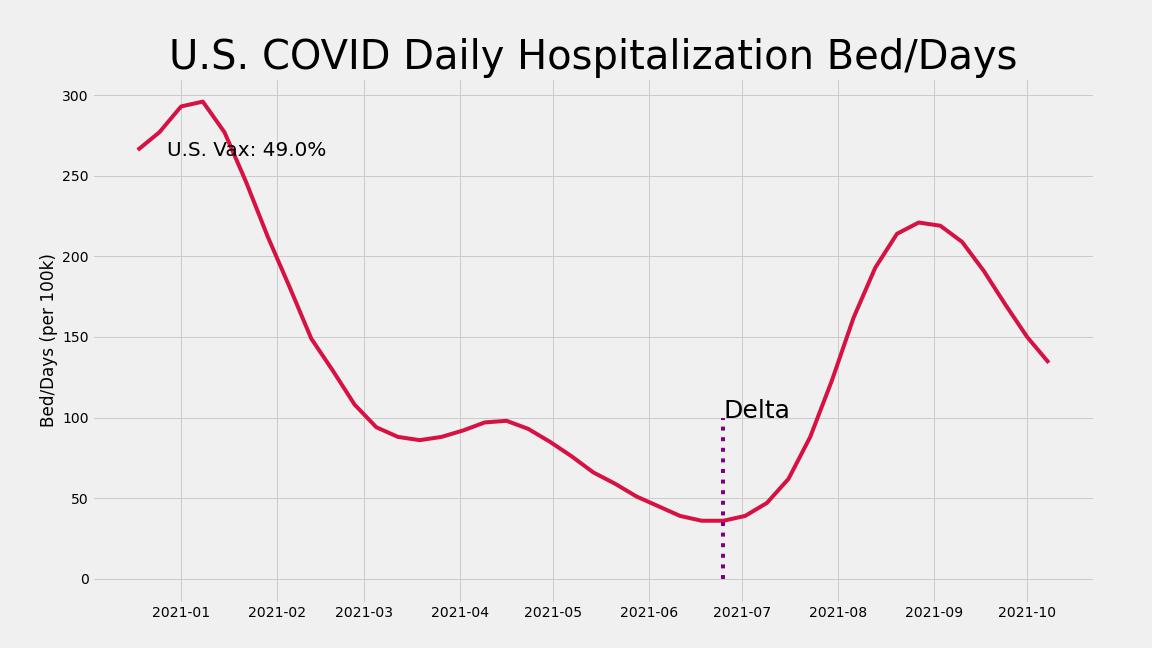 U.S. COVID Daily Hospitalization Bed/Days
300
U.S. Vax: 49.0%
250
200
150
100
50
0
Bed/Days (per 100k)
Delta
2021-01 2021-02 2021-03 2021-04 2021-05 2021-06 2021-07 2021-08 2021-09 2021-10